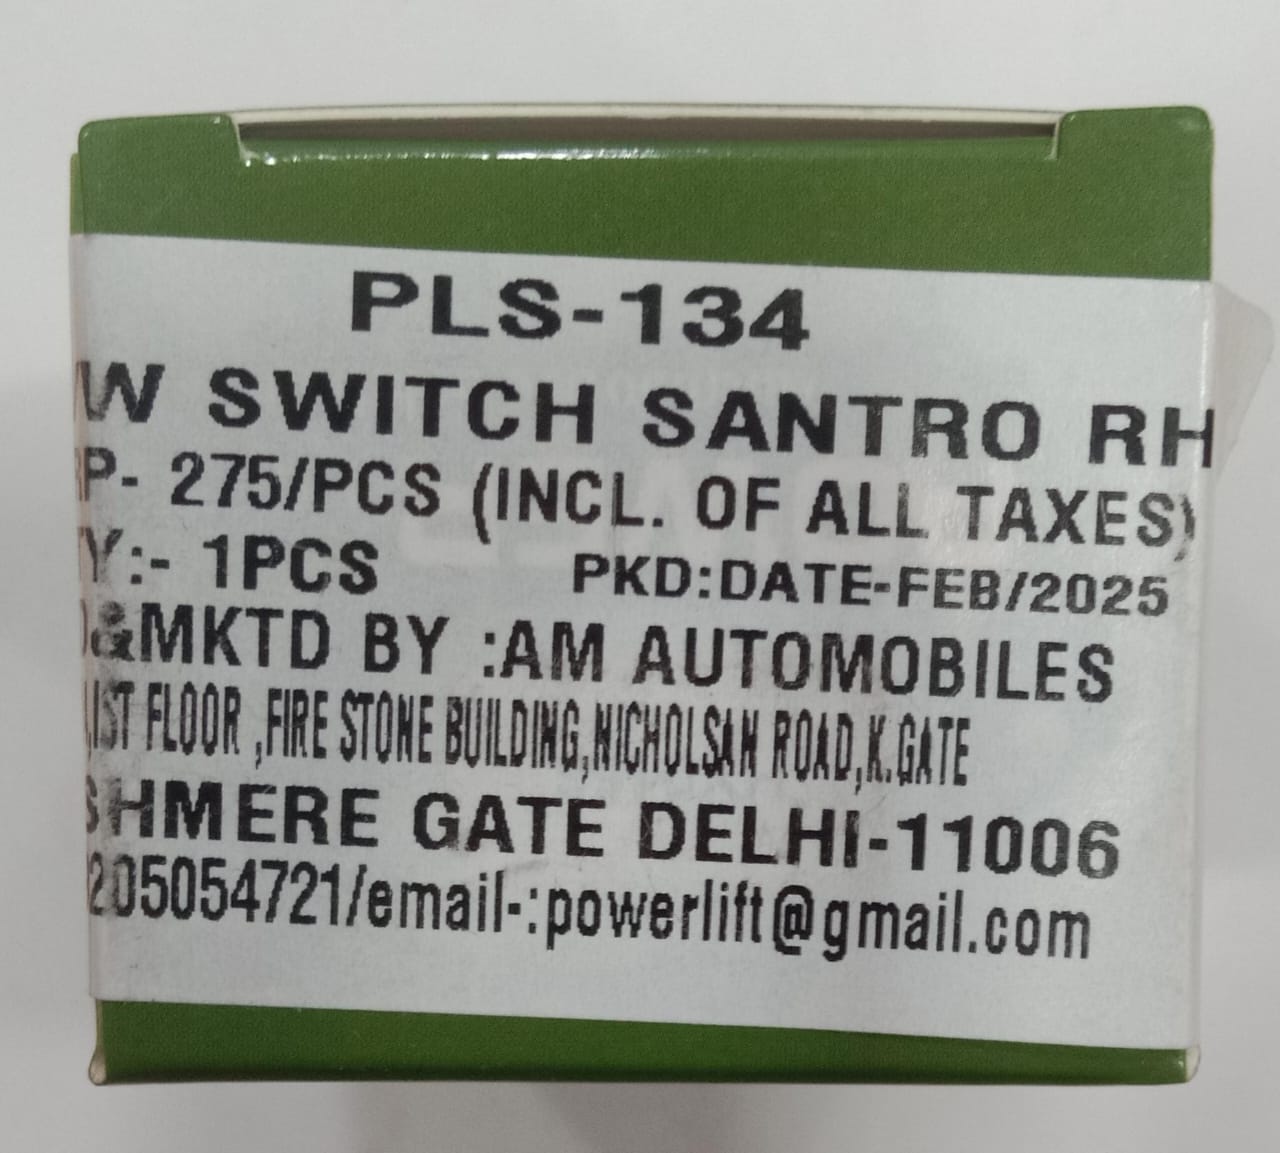 PLS-134
W SWITCH SANTRO RH
P- 275/PCS (INCL. OF ALL TAXES)
Y:- 1PCS PKD:DATE-FEB/2025
&MKTD BY :AM AUTOMOBILES
IST FLOOR ,FIRE STONE BUILDING,NICHOLSAN ROAD,K.GATE
SHMERE GATE DELHI-11006
205054721/email-:powerlift@gmail.com